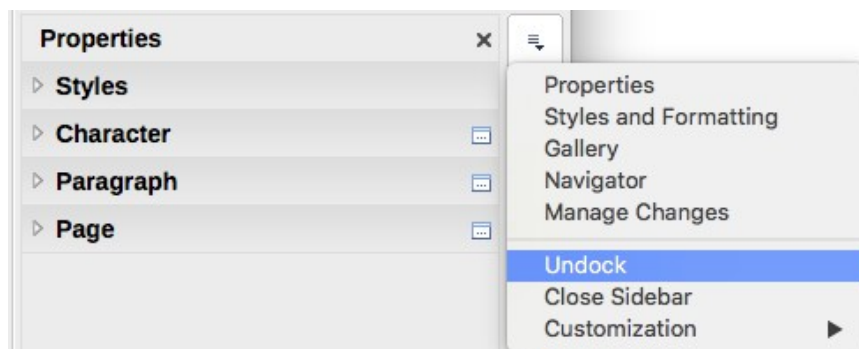 Properties
Styles
Character
Paragraph
Page
Properties
Styles and Formatting
Gallery
Navigator
Manage Changes
Undock
Close Sidebar
Customization